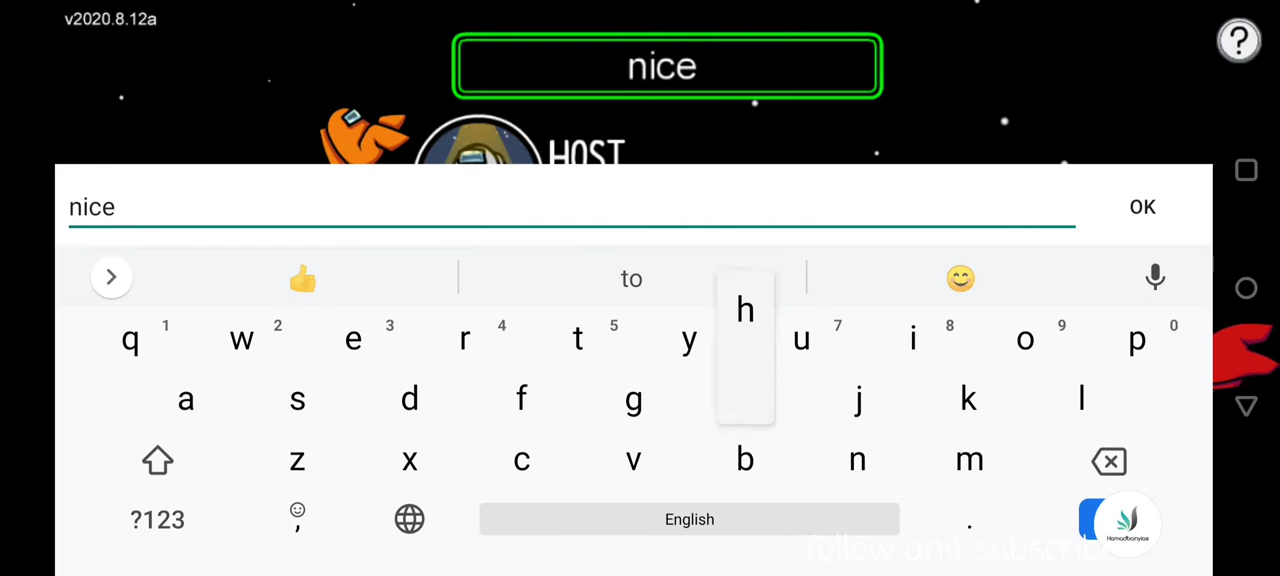 v2020.8.12a
nice
?
HOST
nice
OK
👍 to 😊
h
q 1 w 2 e 3 r 4 t 5 y u 7 i 8 o 9 p 0
a s d f g j k l
z x c v b n m
?123 , English .
Hamadbanyias
follow and subscribe